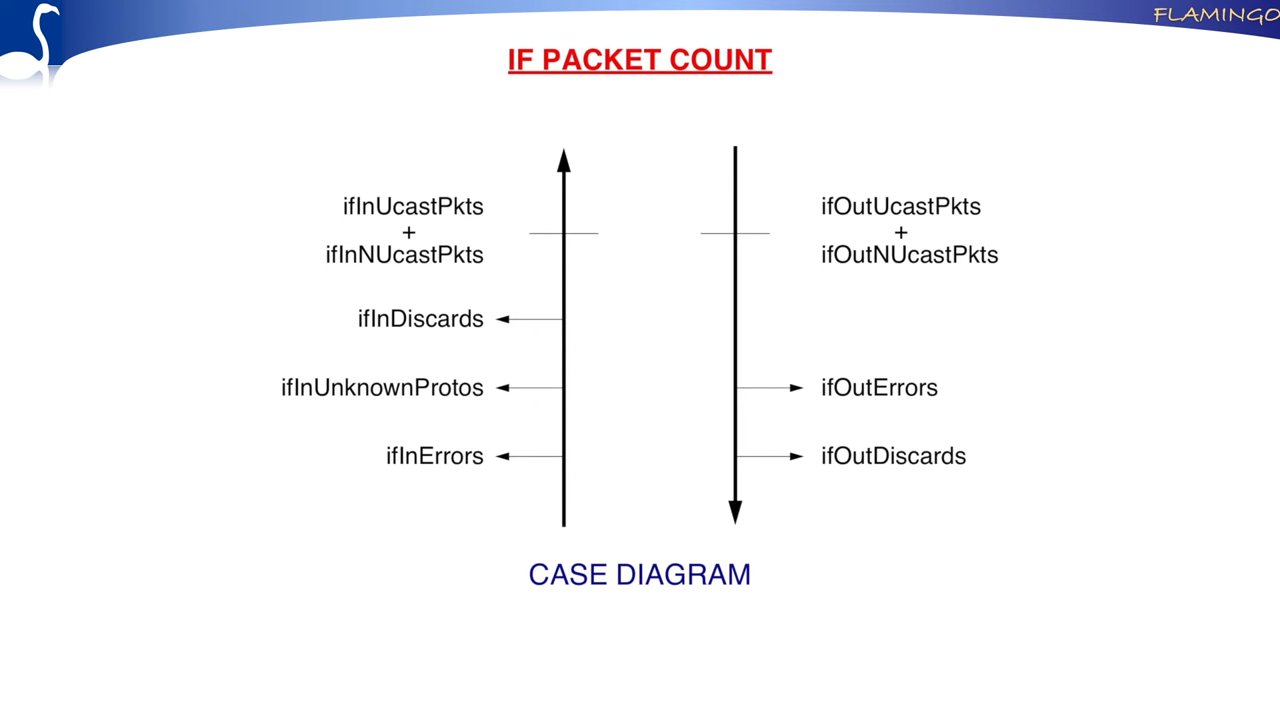 FLAMINGO
IF PACKET COUNT
ifInUcastPkts
+
ifInNUcastPkts
ifInDiscards
ifInUnknownProtos
ifInErrors
ifOutUcastPkts
+
ifOutNUcastPkts
ifOutErrors
ifOutDiscards
CASE DIAGRAM